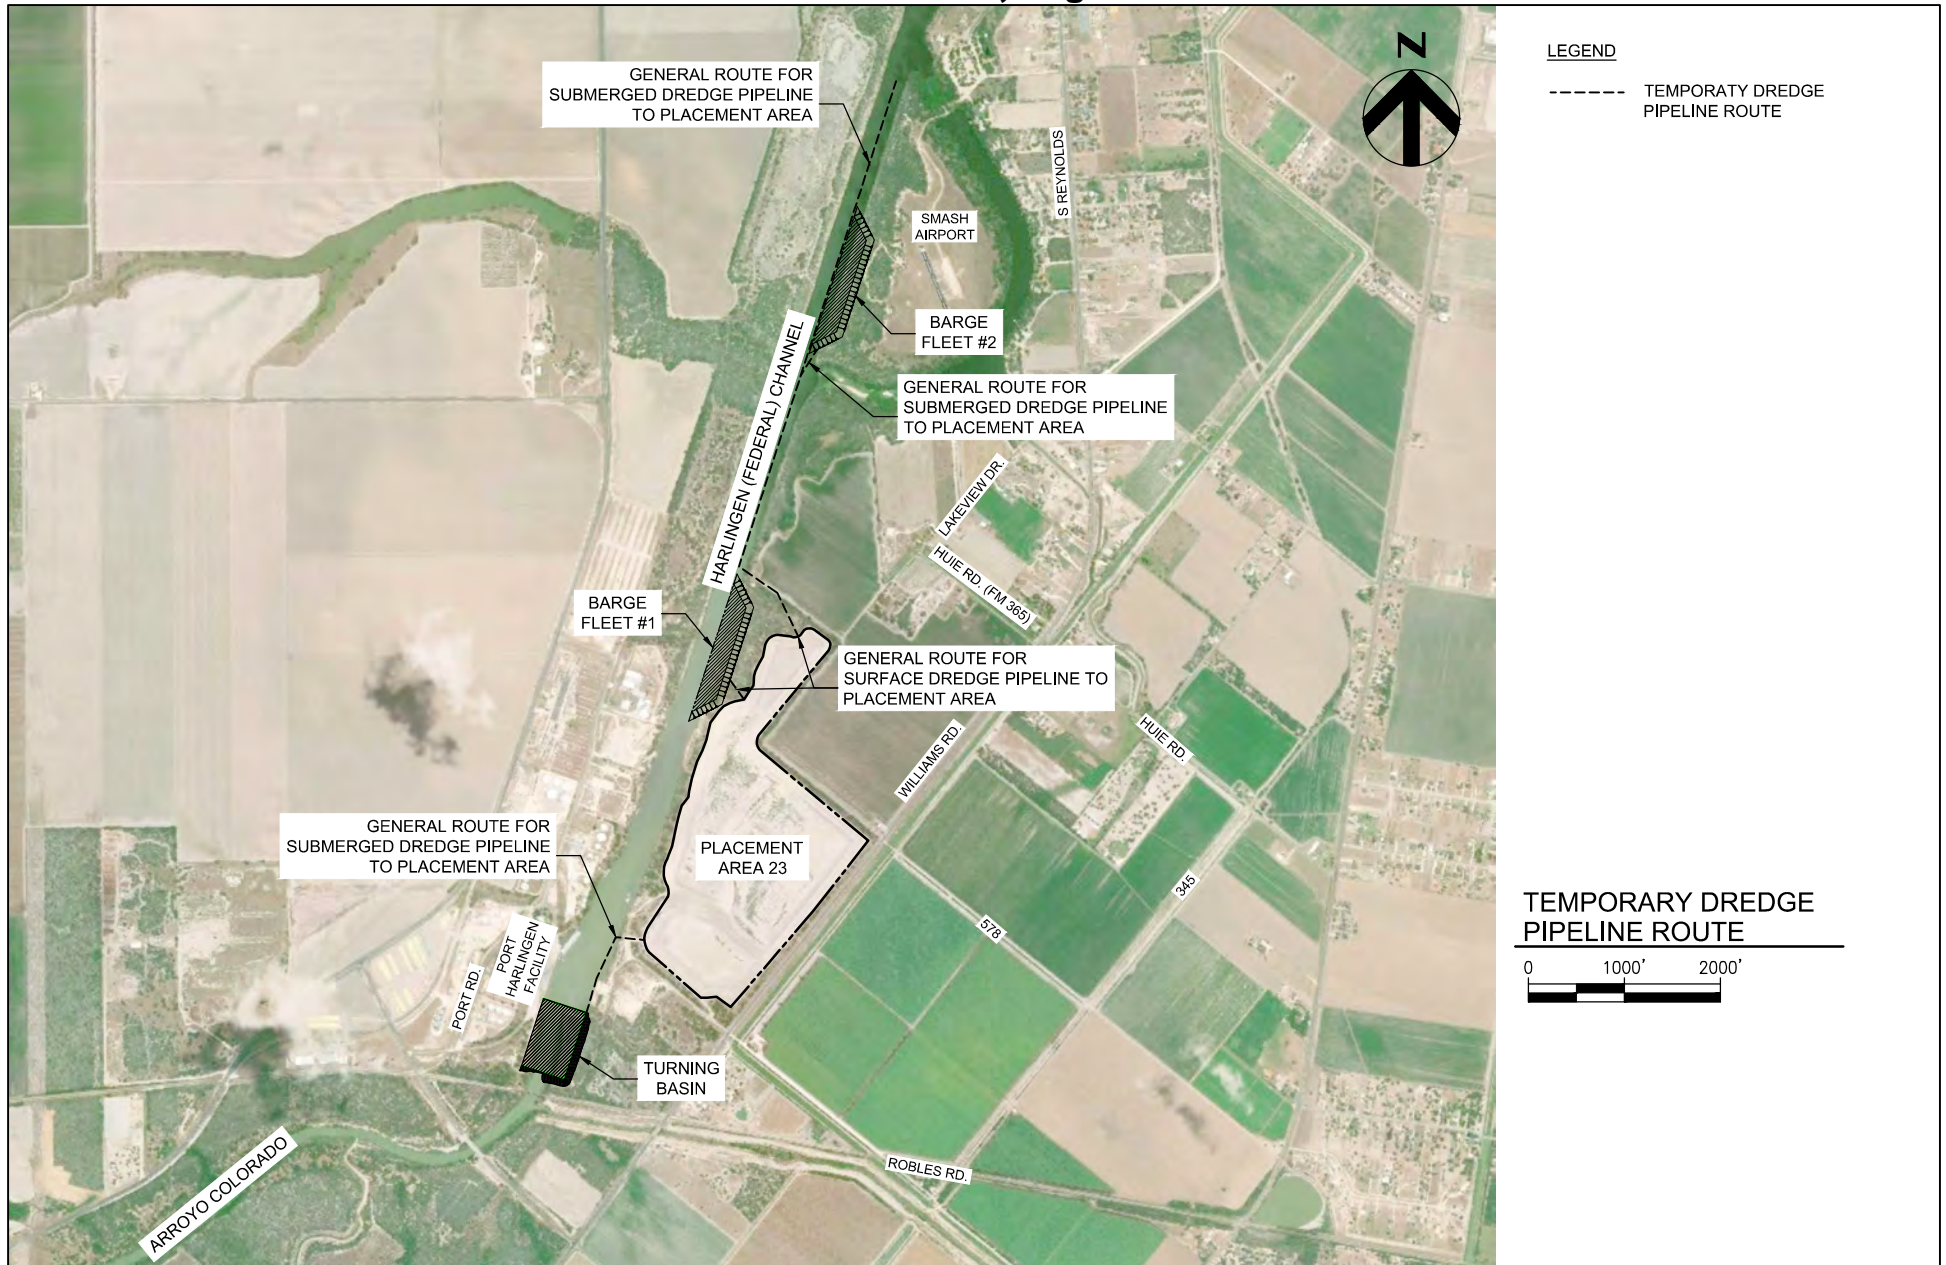 N
LEGEND
TEMPORATY DREDGE
PIPELINE ROUTE
GENERAL ROUTE FOR
SUBMERGED DREDGE PIPELINE
TO PLACEMENT AREA
S REYNOLDS
SMASH
AIRPORT
BARGE
FLEET #2
HARLINGEN (FEDERAL) CHANNEL
GENERAL ROUTE FOR
SUBMERGED DREDGE PIPELINE
TO PLACEMENT AREA
LAKEVIEW DR.
HUIE RD. (FM 365)
BARGE
FLEET #1
GENERAL ROUTE FOR
SURFACE DREDGE PIPELINE TO
PLACEMENT AREA
HUIE RD.
WILLIAMS RD.
GENERAL ROUTE FOR
SUBMERGED DREDGE PIPELINE
TO PLACEMENT AREA
PLACEMENT
AREA 23
345
578
PORT
HARLINGEN
FACILITY
PORT RD.
TURNING
BASIN
ARROYO COLORADO
ROBLES RD.
TEMPORARY DREDGE
PIPELINE ROUTE
0 1000' 2000'